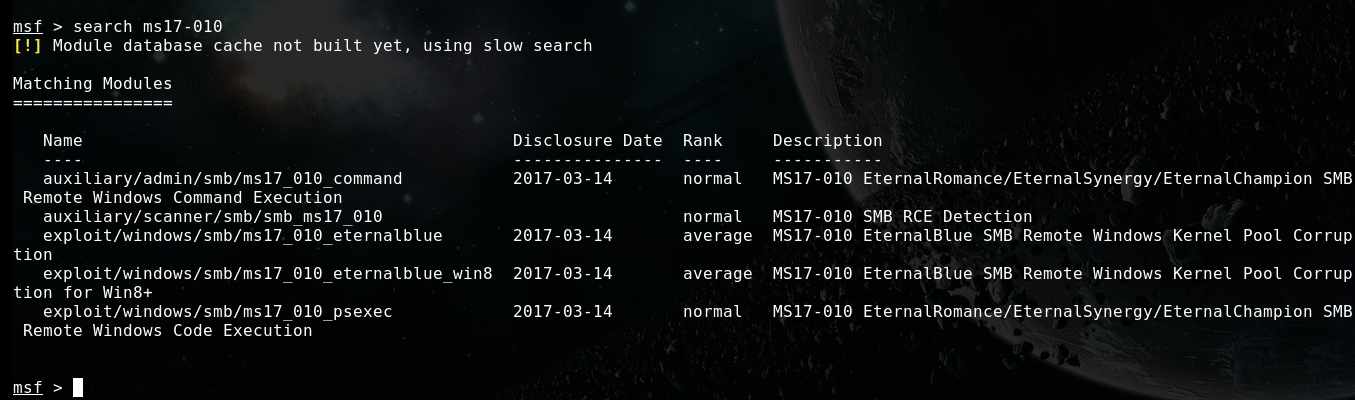 msf > search ms17-010
[!] Module database cache not built yet, using slow search
Matching Modules
================
   Name                                           Disclosure Date  Rank     Description
   ----                                           ---------------  ----     -----------
   auxiliary/admin/smb/ms17_010_command           2017-03-14       normal   MS17-010 EternalRomance/EternalSynergy/EternalChampion SMB
 Remote Windows Command Execution
   auxiliary/scanner/smb/smb_ms17_010                              normal   MS17-010 SMB RCE Detection
   exploit/windows/smb/ms17_010_eternalblue       2017-03-14       average  MS17-010 EternalBlue SMB Remote Windows Kernel Pool Corrup
tion
   exploit/windows/smb/ms17_010_eternalblue_win8  2017-03-14       average  MS17-010 EternalBlue SMB Remote Windows Kernel Pool Corrup
tion for Win8+
   exploit/windows/smb/ms17_010_psexec            2017-03-14       normal   MS17-010 EternalRomance/EternalSynergy/EternalChampion SMB
 Remote Windows Code Execution
msf >